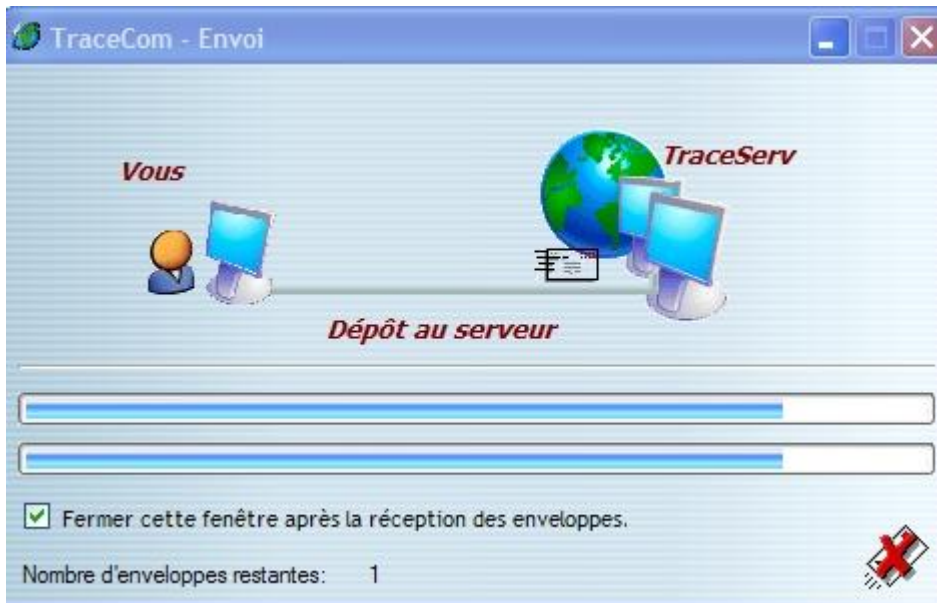 TraceCom - Envoi
Vous
TraceServ
Dépôt au serveur
Fermer cette fenêtre après la réception des enveloppes.
Nombre d'enveloppes restantes: 1